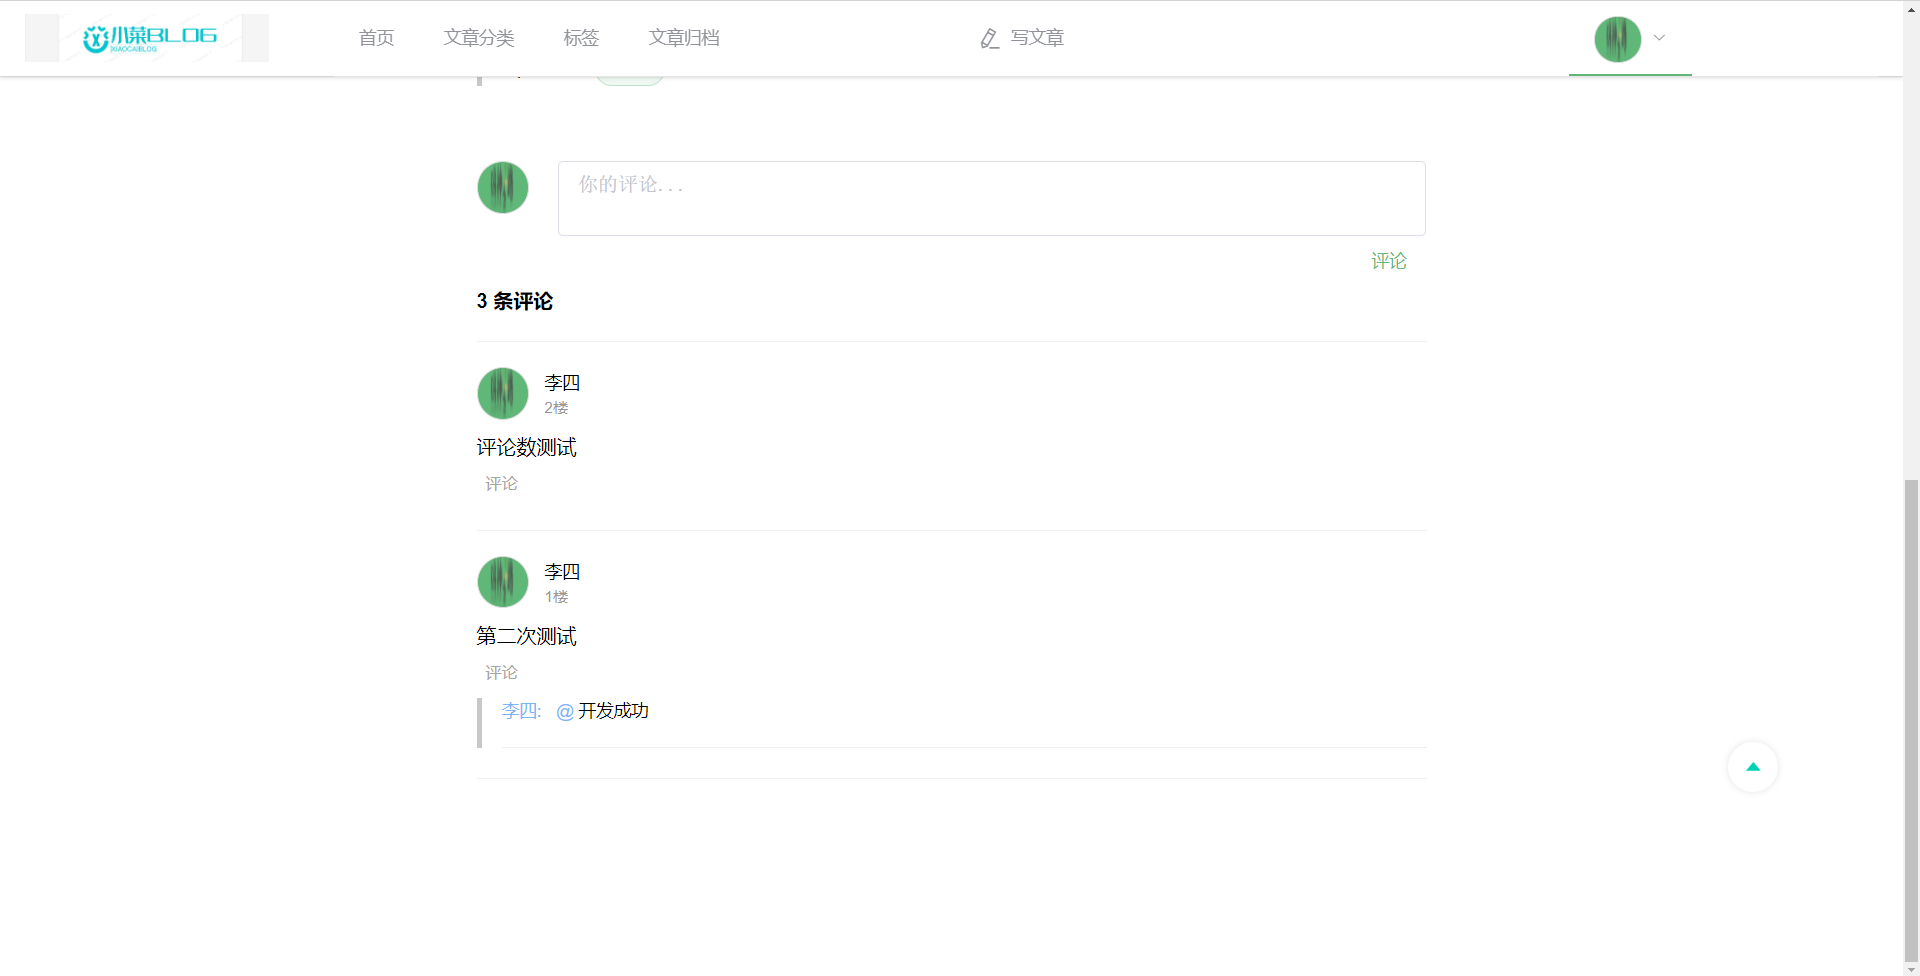 小菜BLOG
XIAOCAIBLOG
首页 文章分类 标签 文章归档 写文章
你的评论...
评论
3 条评论
李四
2楼
评论数测试
评论
李四
1楼
第二次测试
评论
李四: @ 开发成功